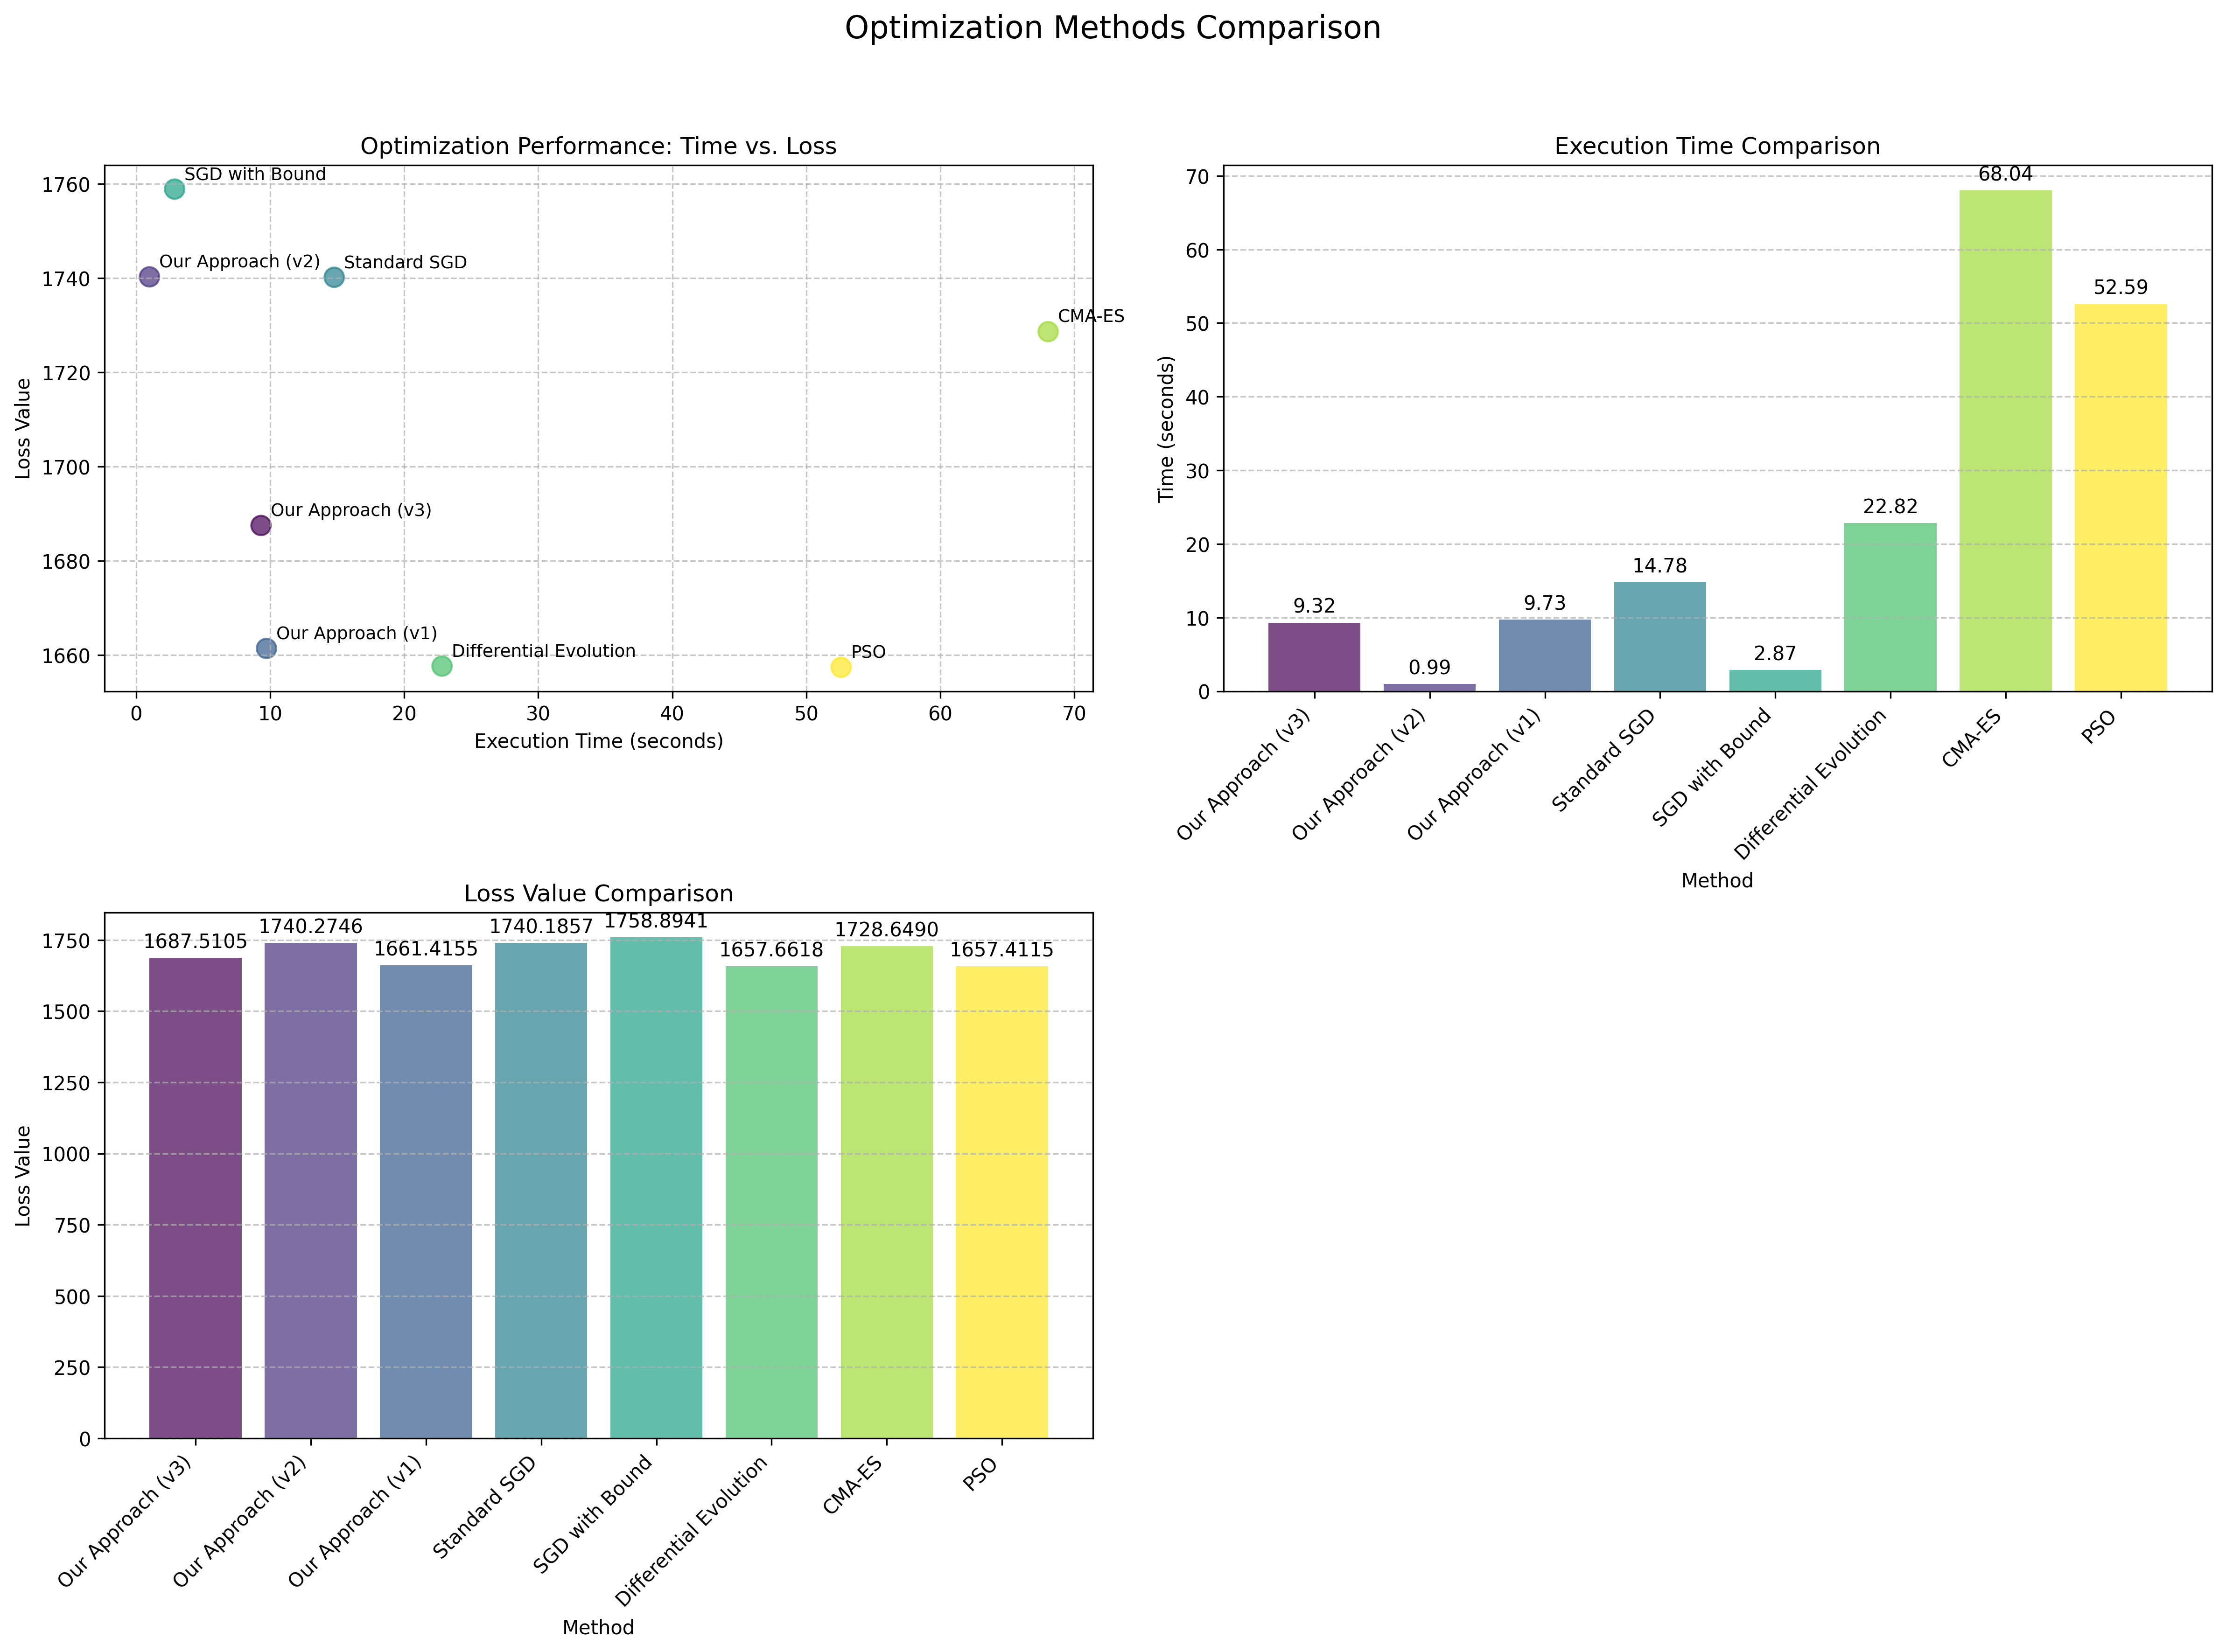 Optimization Methods Comparison
Optimization Performance: Time vs. Loss
Loss Value
1760
1740
1720
1700
1680
1660
SGD with Bound
Our Approach (v2)
Standard SGD
CMA-ES
Our Approach (v3)
Our Approach (v1)
Differential Evolution
PSO
0 10 20 30 40 50 60 70
Execution Time (seconds)
Execution Time Comparison
Time (seconds)
70
60
50
40
30
20
10
0
9.32
0.99
9.73
14.78
2.87
22.82
68.04
52.59
Our Approach (v3)
Our Approach (v2)
Our Approach (v1)
Standard SGD
SGD with Bound
Differential Evolution
CMA-ES
PSO
Method
Loss Value Comparison
Loss Value
1750
1500
1250
1000
750
500
250
0
1687.5105
1740.2746
1661.4155
1740.1857
1758.8941
1657.6618
1728.6490
1657.4115
Our Approach (v3)
Our Approach (v2)
Our Approach (v1)
Standard SGD
SGD with Bound
Differential Evolution
CMA-ES
PSO
Method